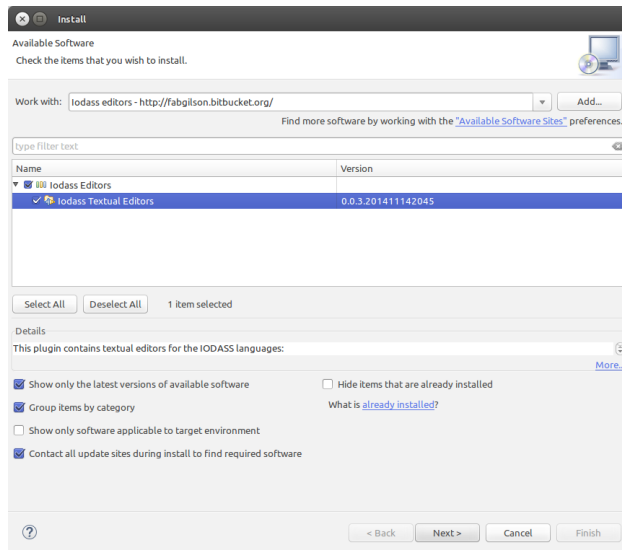 Install
Available Software
Check the items that you wish to install.
Work with: Iodass editors - http://fabgilson.bitbucket.org/ Add...
Find more software by working with the "Available Software Sites" preferences.
type filter text
Name Version
Iodass Editors
Iodass Textual Editors 0.0.3.201411142045
Select All Deselect All 1 item selected
Details
This plugin contains textual editors for the IODASS languages:
More..
Show only the latest versions of available software Hide items that are already installed
Group items by category What is already installed?
Show only software applicable to target environment
Contact all update sites during install to find required software
< Back Next > Cancel Finish